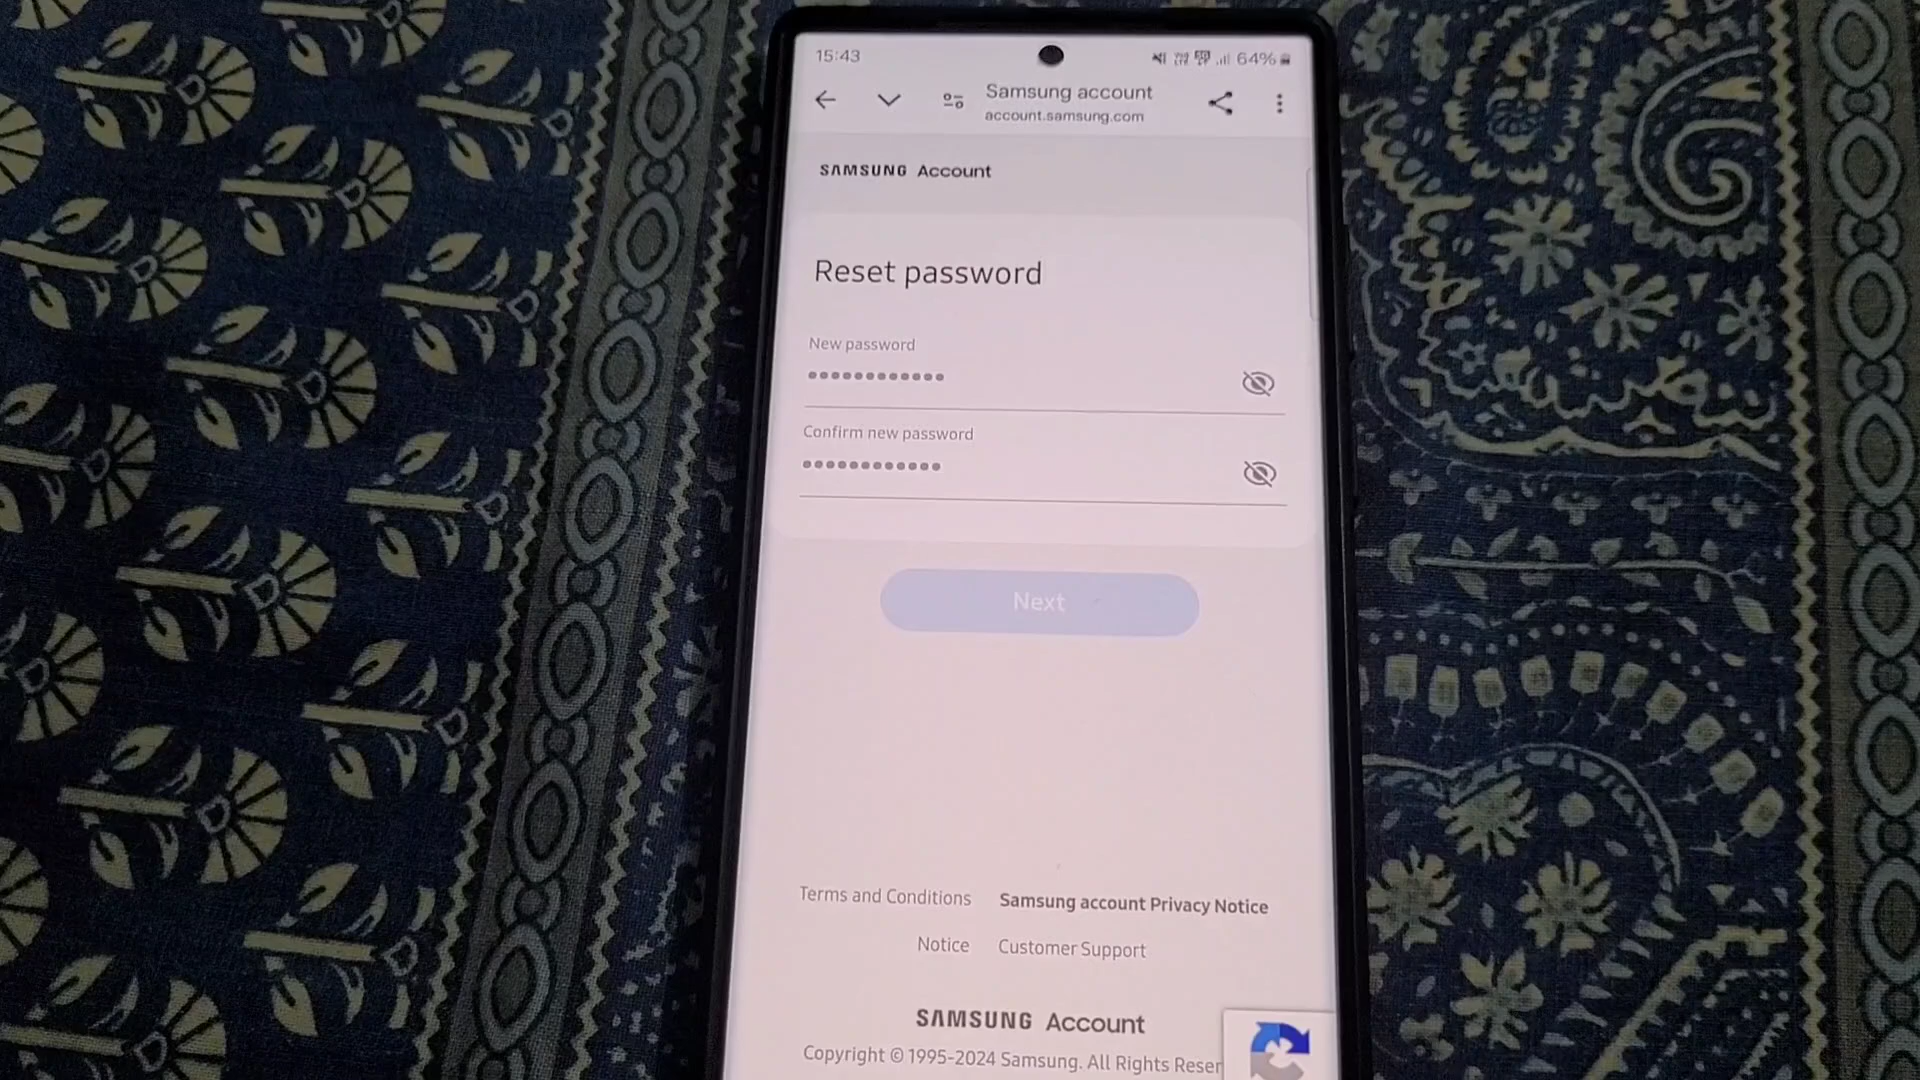 15:43
64%
Samsung account
account.samsung.com
SAMSUNG Account
Reset password
New password
••••••••••••
Confirm new password
••••••••••••
Next
Terms and Conditions Samsung account Privacy Notice
Notice Customer Support
SAMSUNG Account
Copyright © 1995-2024 Samsung. All Rights Reser